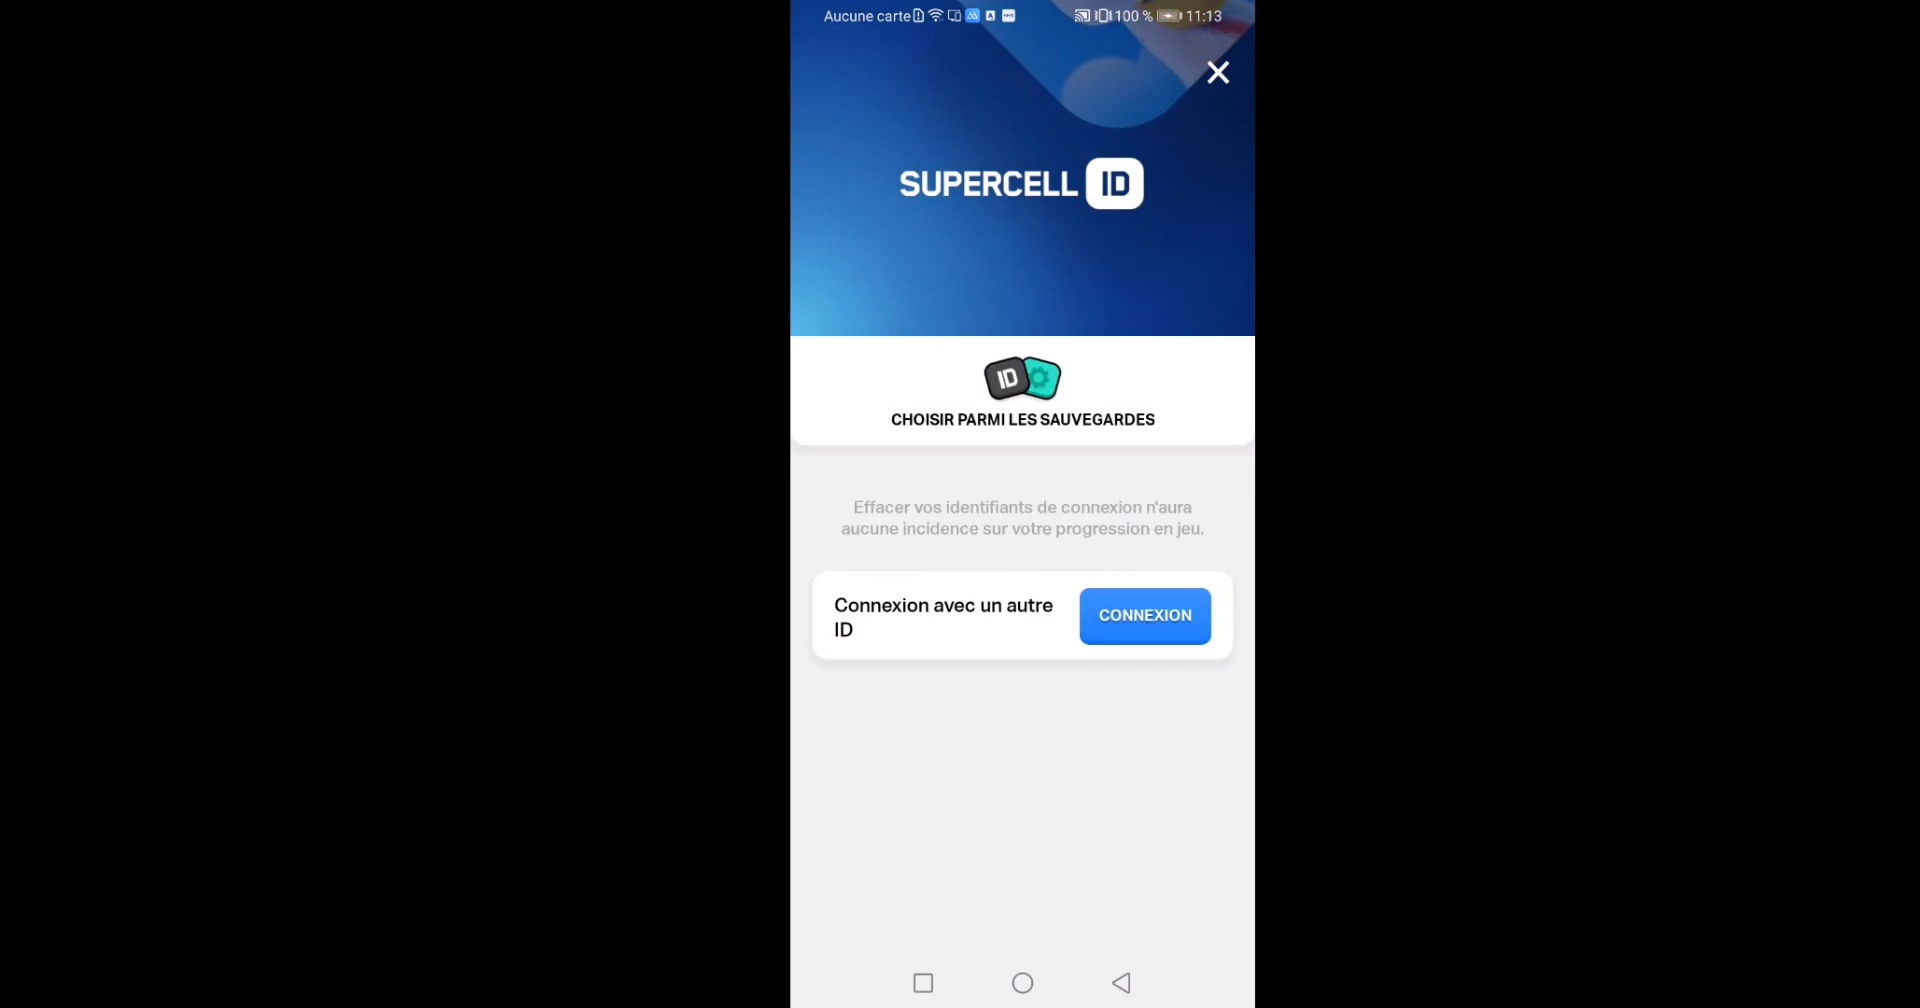 Aucune carte 100 % 11:13
SUPERCELL ID
ID
CHOISIR PARMI LES SAUVEGARDES
Effacer vos identifiants de connexion n'aura
aucune incidence sur votre progression en jeu.
Connexion avec un autre
ID
CONNEXION